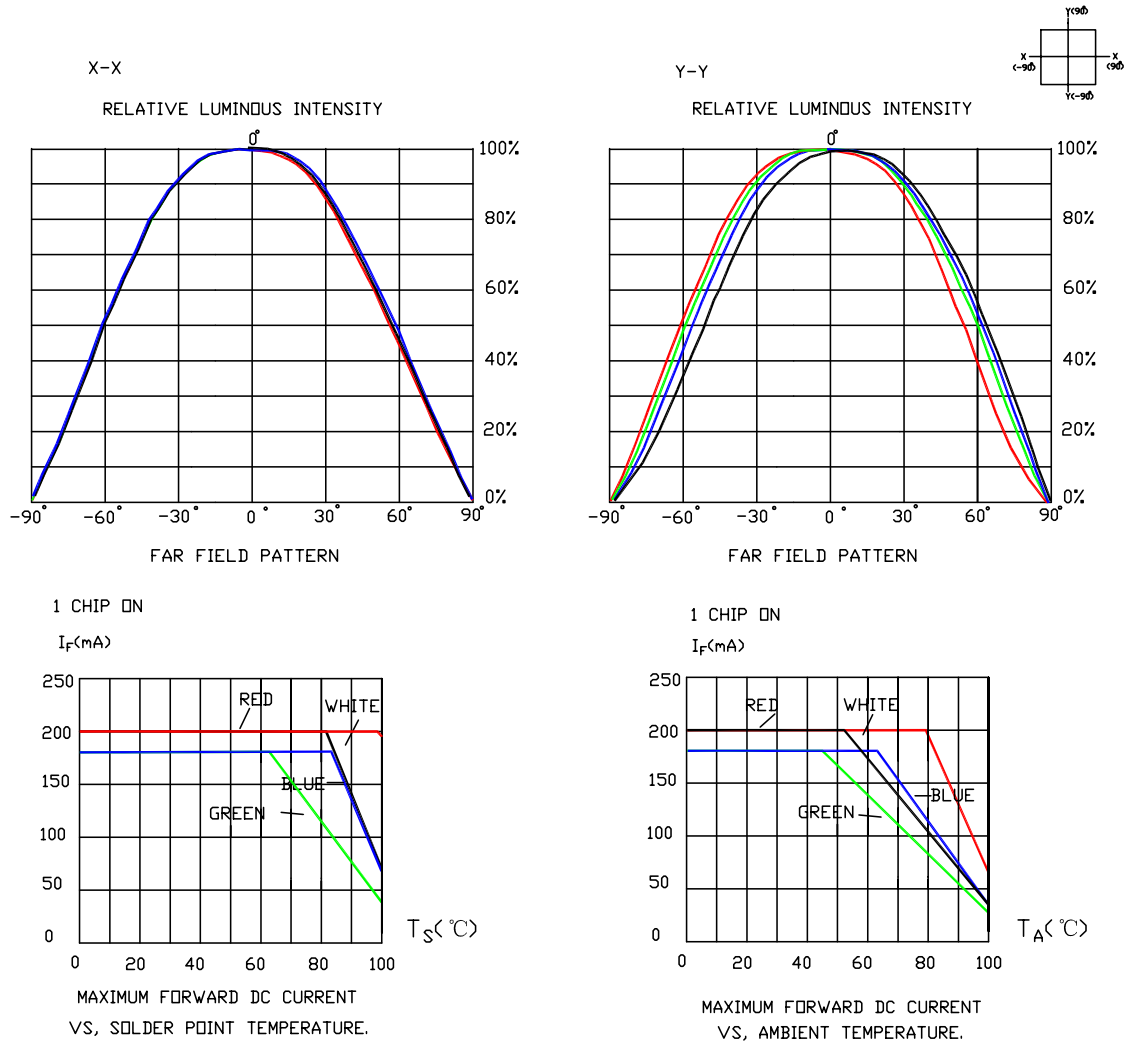 Y(90°)
X
X
(-90°)
(90°)
Y(-90°)
X-X
Y-Y
RELATIVE LUMINOUS INTENSITY
RELATIVE LUMINOUS INTENSITY
0°
0°
100%
80%
60%
40%
20%
0%
100%
80%
60%
40%
20%
0%
-90° -60° -30° 0° 30° 60° 90°
-90° -60° -30° 0° 30° 60° 90°
FAR FIELD PATTERN
FAR FIELD PATTERN
1 CHIP ON
IF(mA)
250
200
150
100
50
0
RED
WHITE
BLUE
GREEN
TS(℃)
0 20 40 60 80 100
MAXIMUM FORWARD DC CURRENT
VS, SOLDER POINT TEMPERATURE.
1 CHIP ON
IF(mA)
250
200
150
100
50
0
RED
WHITE
BLUE
GREEN
TA(℃)
0 20 40 60 80 100
MAXIMUM FORWARD DC CURRENT
VS, AMBIENT TEMPERATURE.